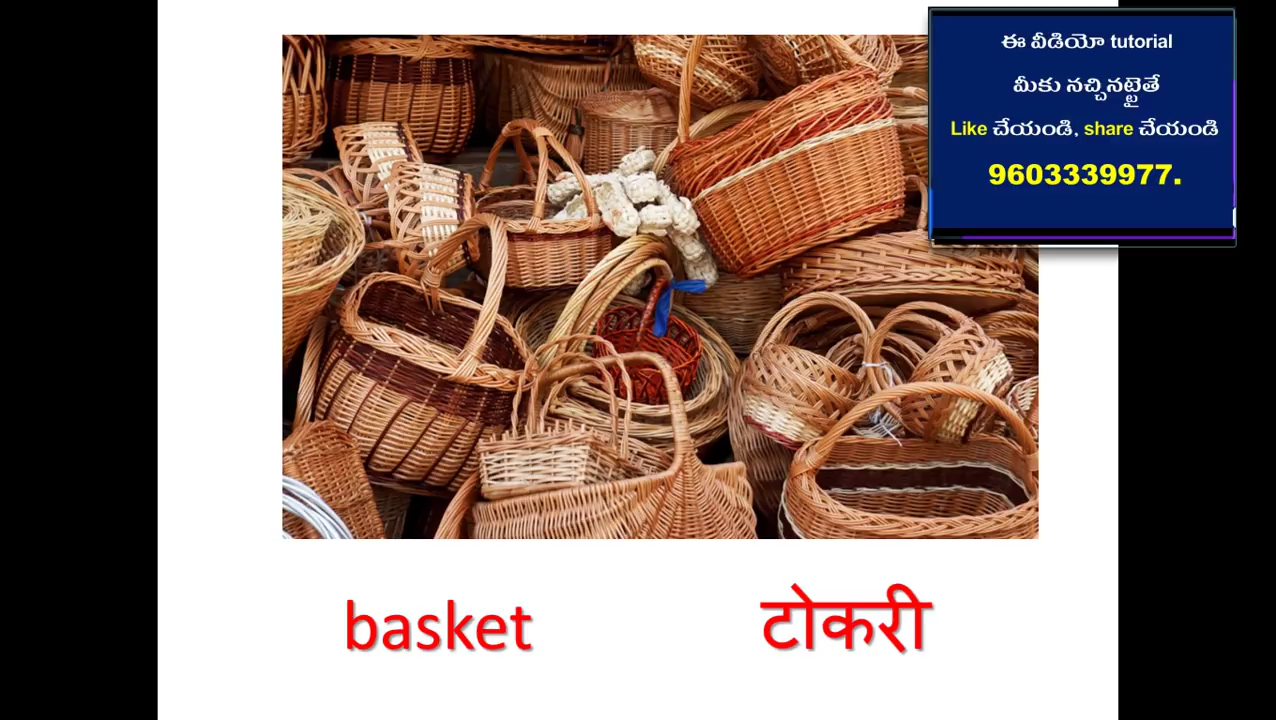 ఈ వీడియో tutorial
మీకు నచ్చినట్టైతే
Like చేయండి, share చేయండి
9603339977.
basket टोकरी